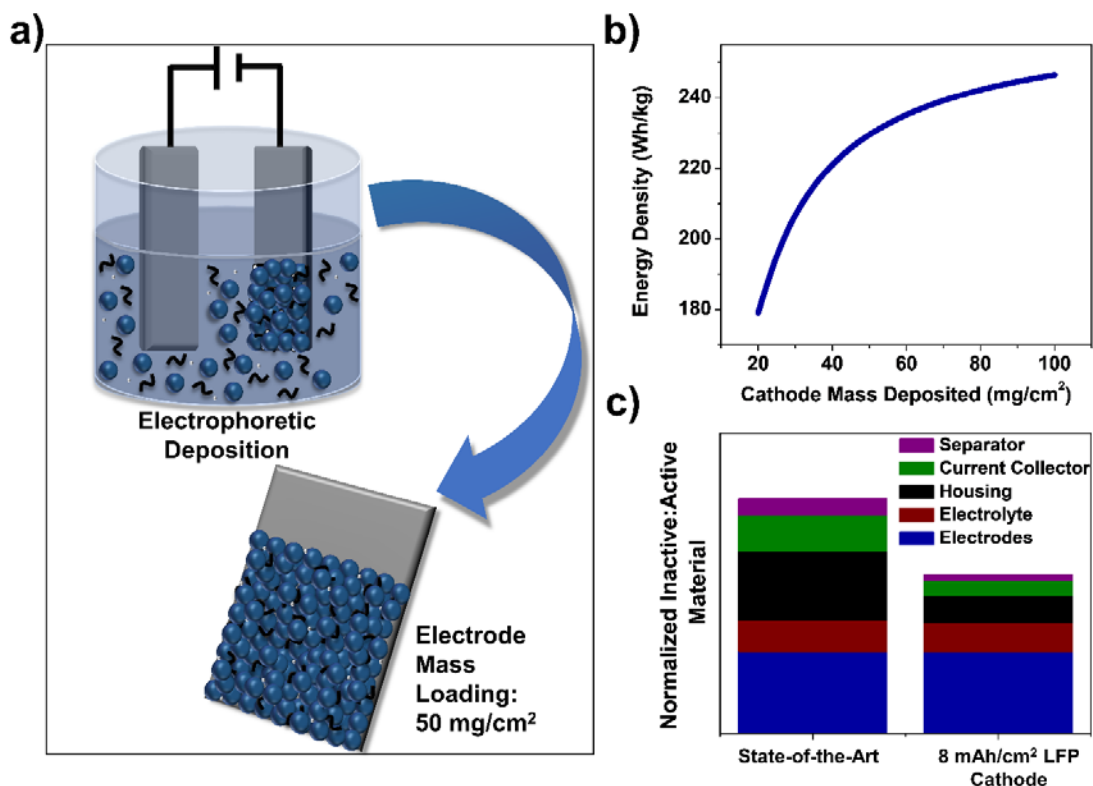 a)
Electrophoretic
Deposition
Electrode
Mass
Loading:
50 mg/cm²
b)
Energy Density (Wh/kg)
240
220
200
180
20
40
60
80
100
Cathode Mass Deposited (mg/cm²)
c)
Normalized Inactive:Active
Material
Separator
Current Collector
Housing
Electrolyte
Electrodes
State-of-the-Art
8 mAh/cm² LFP
Cathode